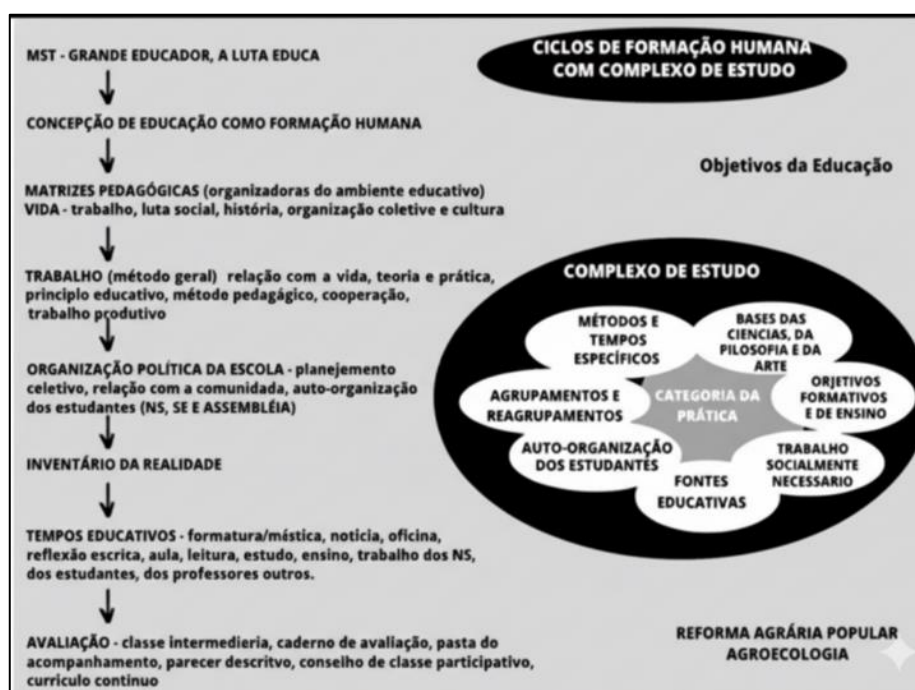 MST - GRANDE EDUCADOR, A LUTA EDUCA
CONCEPÇÃO DE EDUCAÇÃO COMO FORMAÇÃO HUMANA
MATRIZES PEDAGÓGICAS (organizadoras do ambiente educativo)
VIDA - trabalho, luta social, história, organização coletive e cultura
TRABALHO (método geral) relação com a vida, teoria e prática,
principio educativo, método pedagógico, cooperação,
trabalho produtivo
ORGANIZAÇÃO POLÍTICA DA ESCOLA - planejemento
celetivo, relação com a comunidada, auto-organização
dos estudantes (NS, SE E ASSEMBLÉIA)
INVENTÁRIO DA REALIDADE
TEMPOS EDUCATIVOS - formatura/mística, noticia, oficina,
reflexão escrica, aula, leitura, estudo, ensino, trabalho dos NS,
dos estudantes, dos professores outros.
AVALIAÇÃO - classe intermedieria, caderno de avaliação, pasta do
acompanhamento, parecer descritvo, conselho de classe participativo,
curriculo continuo
CICLOS DE FORMAÇÃO HUMANA
COM COMPLEXO DE ESTUDO
Objetivos da Educação
COMPLEXO DE ESTUDO
MÉTODOS E
TEMPOS
ESPECÍFICOS
BASES DAS
CIENCIAS, DA
PILOSOFIA E DA
ARTE
AGRUPAMENTOS E
REAGRUPAMENTOS
CATEGORIA DA
PRÁTICA
OBJETIVOS
FORMATIVOS
E DE ENSINO
AUTO-ORGANIZAÇÃO
DOS ESTUDANTES
FONTES
EDUCATIVAS
TRABALHO
SOCIALMENTE
NECESSARIO
REFORMA AGRÁRIA POPULAR
AGROECOLOGIA